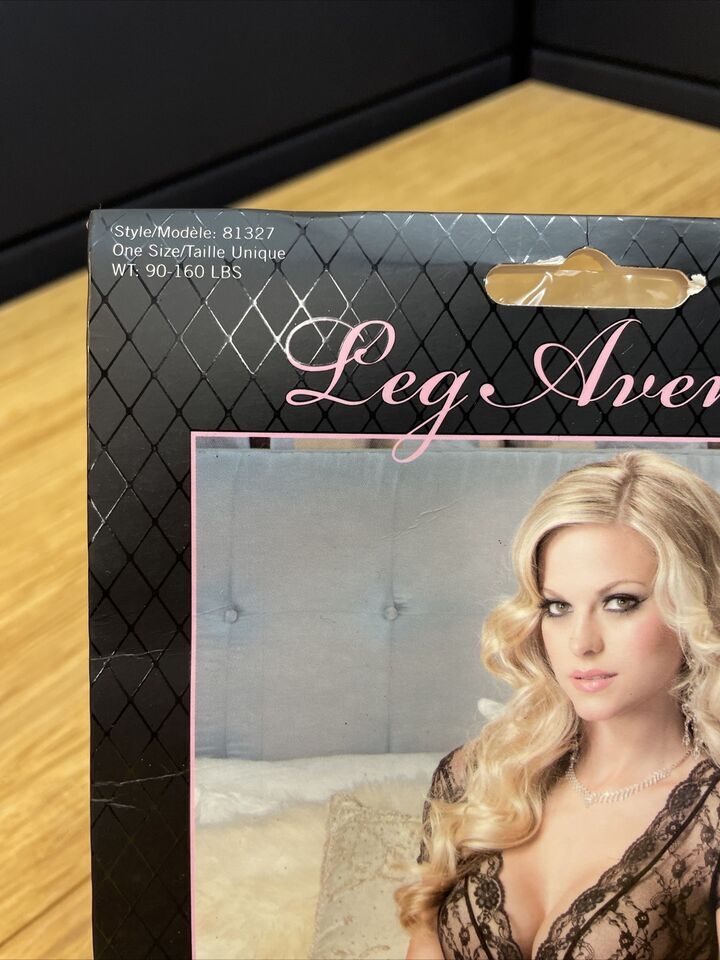 Style/Modèle: 81327
One Size/Taille Unique
WT: 90-160 LBS
Leg Aven